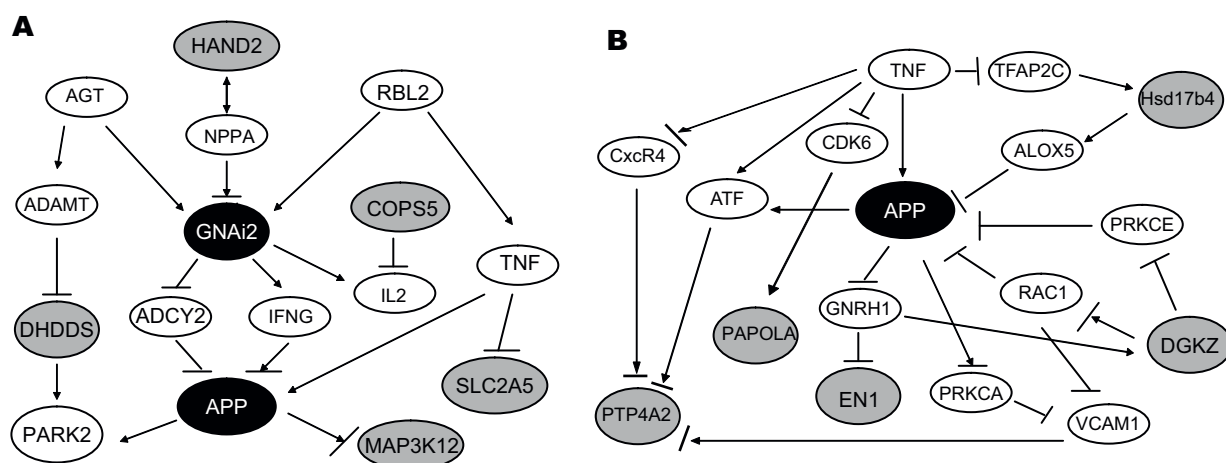 A
HAND2
AGT
RBL2
NPPA
ADAMT
COPS5
GNAi2
TNF
IL2
ADCY2
IFNG
DHDDS
SLC2A5
APP
PARK2
MAP3K12
B
TNF
TFAP2C
Hsd17b4
CDK6
CxcR4
ALOX5
ATF
APP
PRKCE
RAC1
GNRH1
PAPOLA
DGKZ
EN1
PRKCA
PTP4A2
VCAM1